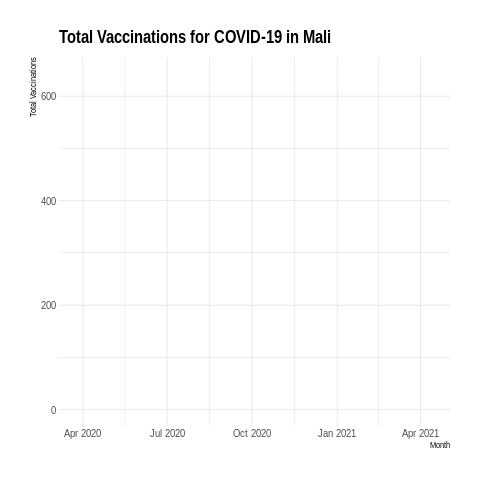 Total Vaccinations for COVID-19 in Mali
Total Vaccinations
600
400
200
0
Apr 2020 Jul 2020 Oct 2020 Jan 2021 Apr 2021
Month